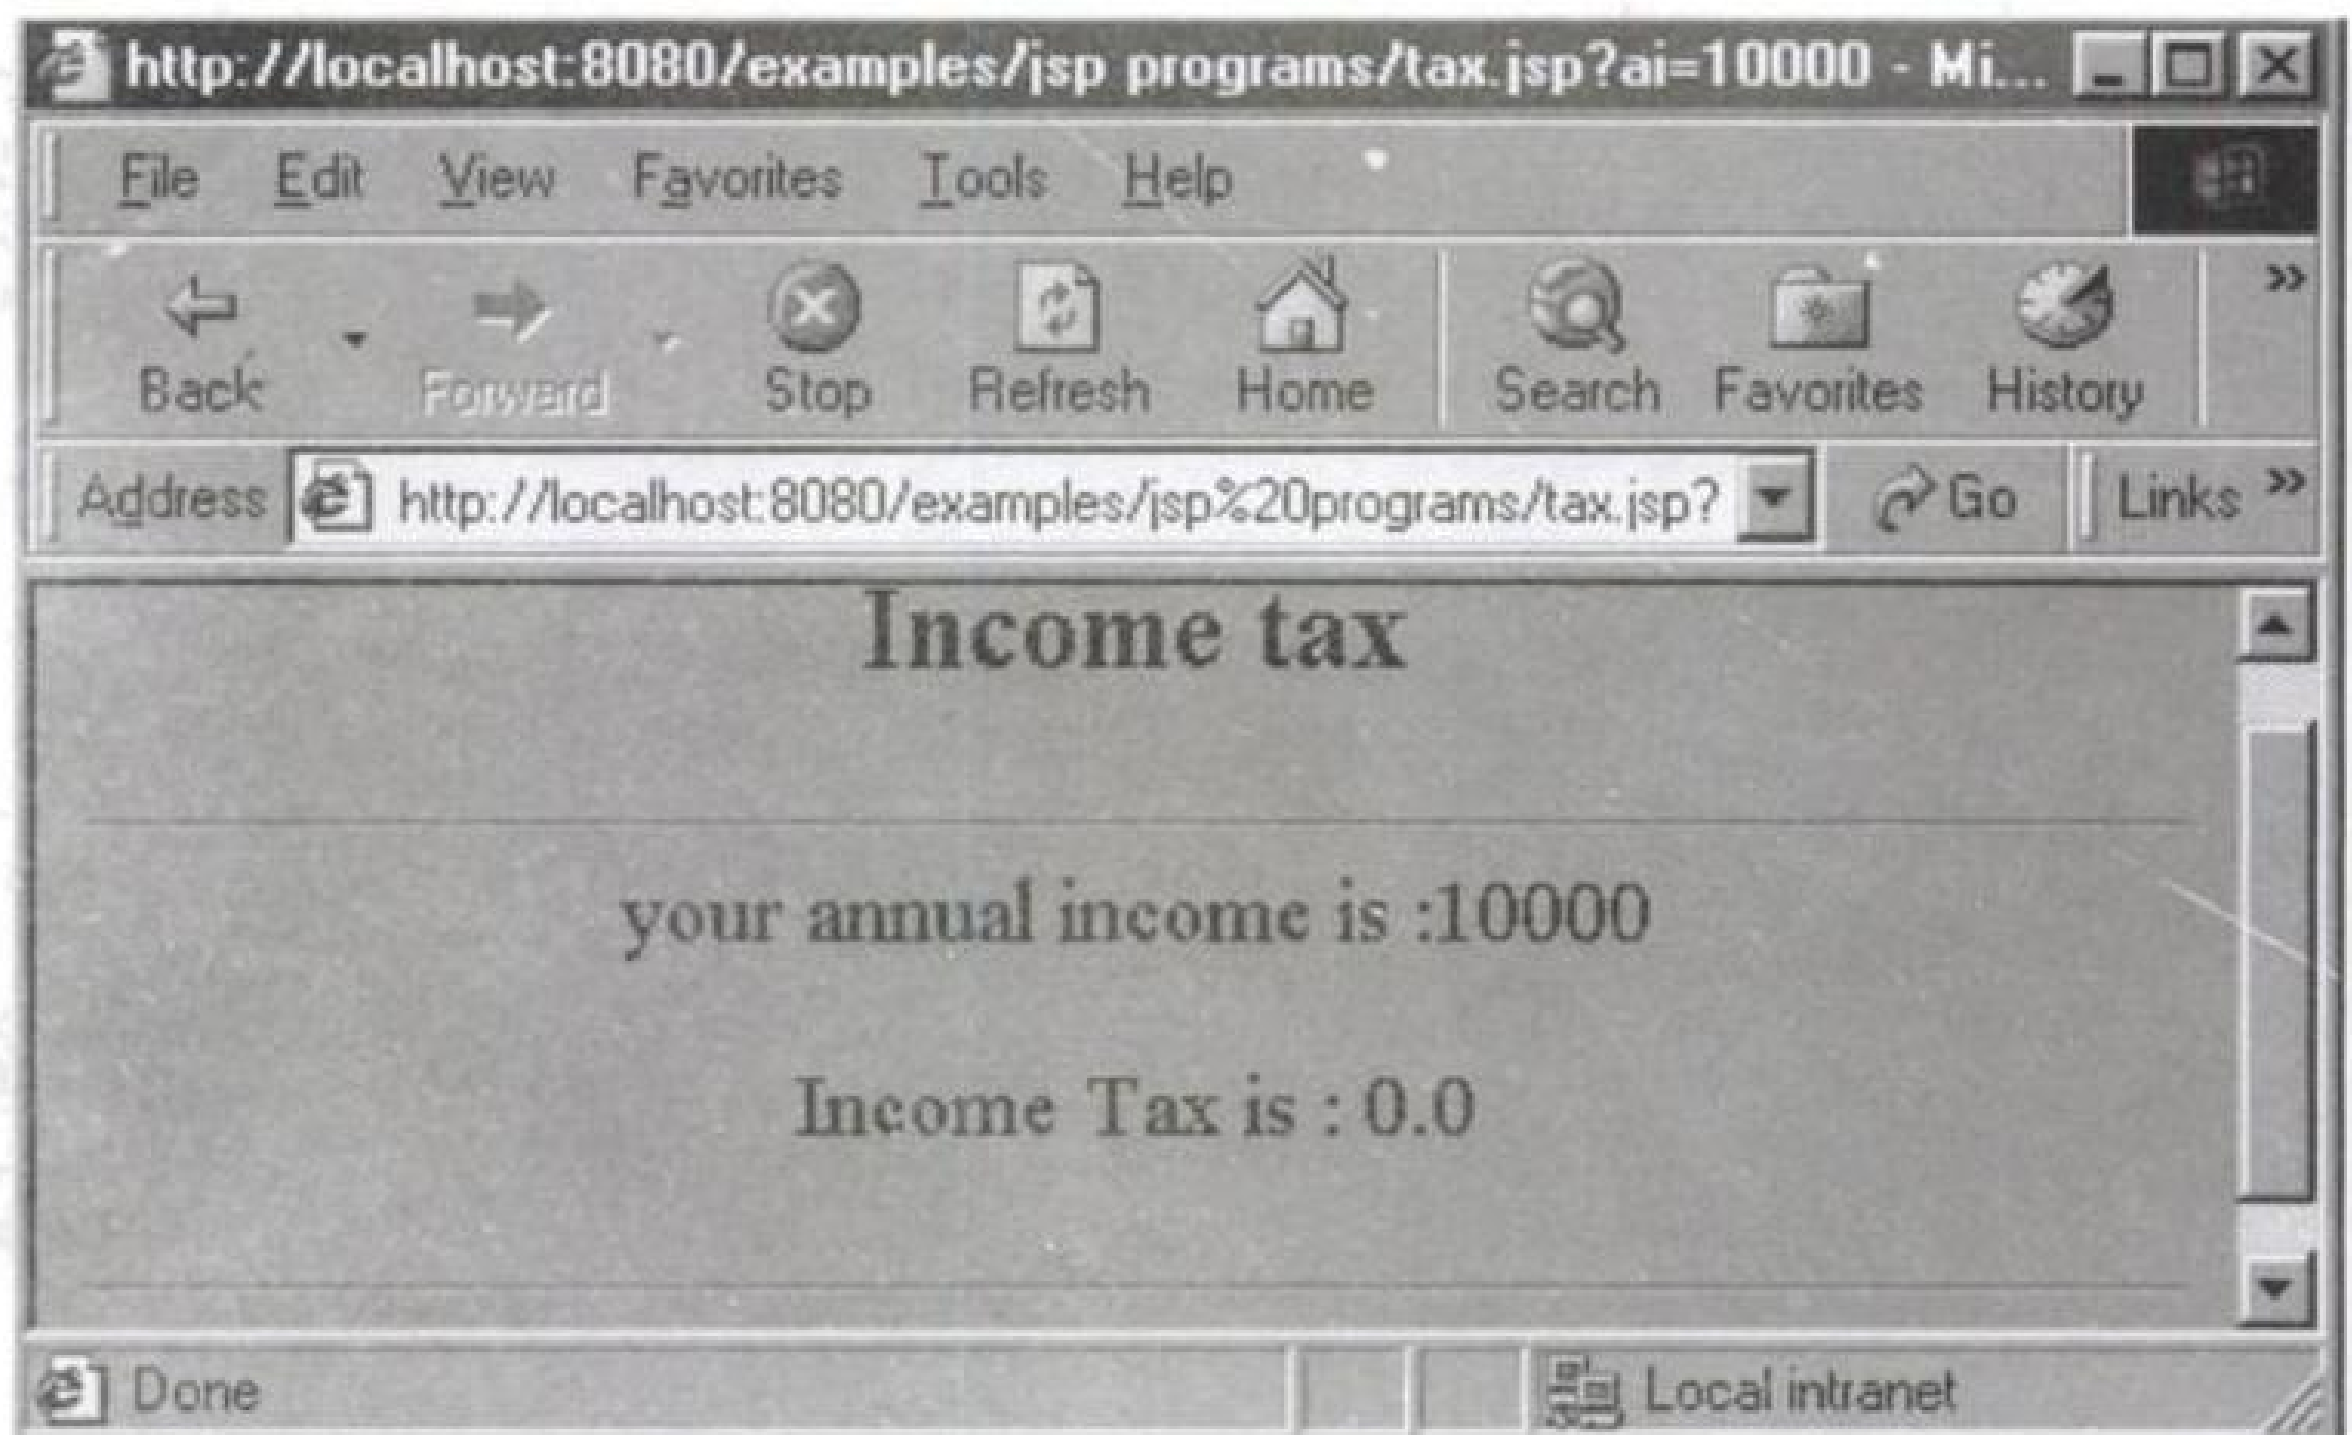 http://localhost:8080/examples/jsp programs/tax.jsp?ai=10000 - Mi...
File Edit View Favorites Tools Help
Back Forward Stop Refresh Home Search Favorites History »
Address http://localhost:8080/examples/jsp%20programs/tax.jsp? Go Links »
Income tax
your annual income is :10000
Income Tax is : 0.0
Done Local intranet